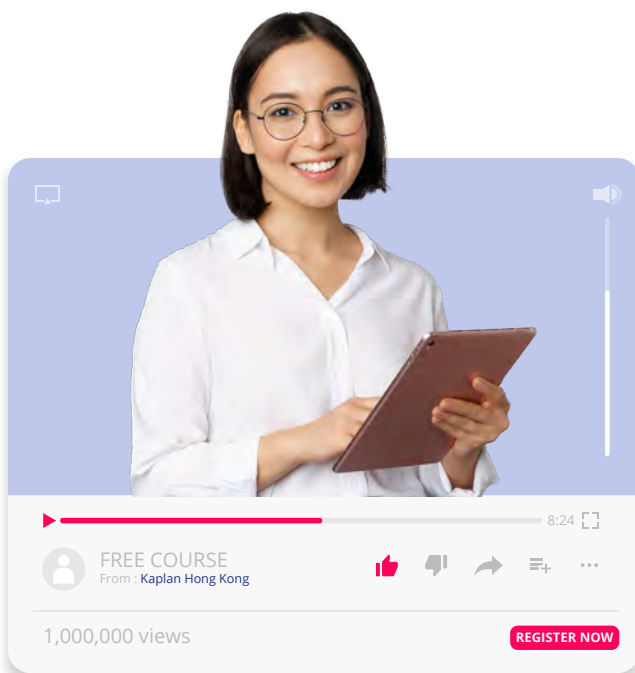 8:24
FREE COURSE
From : Kaplan Hong Kong
1,000,000 views
REGISTER NOW